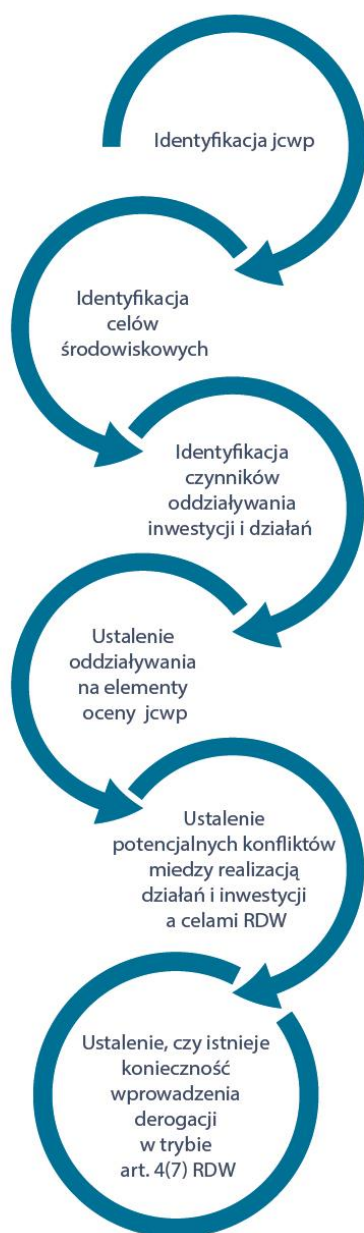 Identyfikacja jcwp
Identyfikacja
celów
środowiskowych
Identyfikacja
czynników
oddziaływania
inwestycji i działań
Ustalenie
oddziaływania
na elementy
oceny jcwp
Ustalenie
potencjalnych konfliktów
miedzy realizacją
działań i inwestycji
a celami RDW
Ustalenie, czy istnieje
konieczność
wprowadzenia
derogacji
w trybie
art. 4(7) RDW